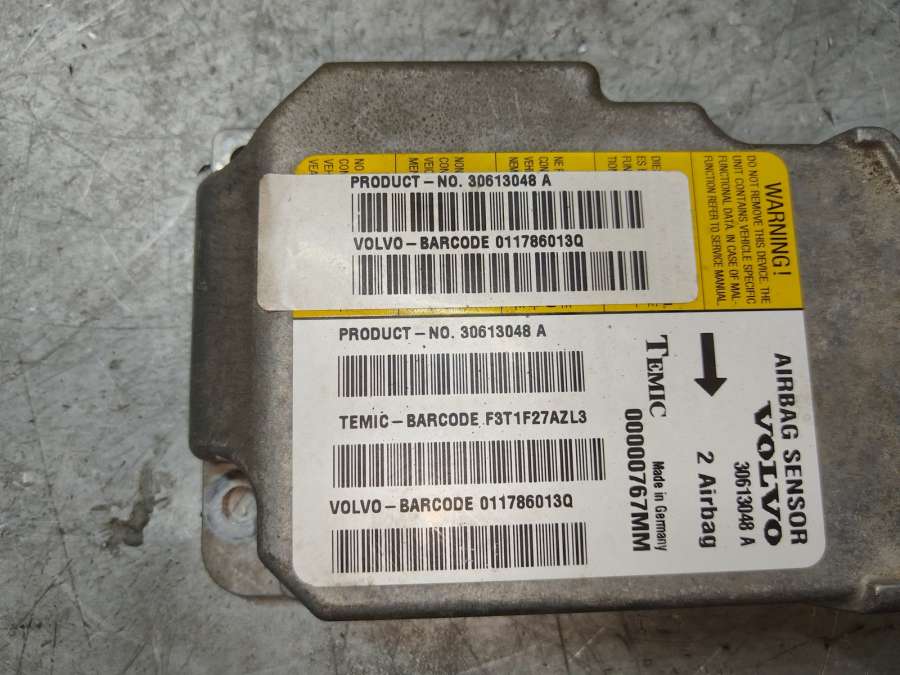 PRODUCT – NO. 30613048 A
VOLVO – BARCODE 011786013Q
PRODUCT – NO. 30613048 A
TEMIC – BARCODE F3T1F27AZL3
VOLVO – BARCODE 011786013Q
WARNING!
DO NOT REMOVE THIS DEVICE. THE
UNIT CONTAINS VEHICLE SPECIFIC
FUNCTIONAL DATA. IN CASE OF MAL-
FUNCTION REFER TO SERVICE MANUAL.
AIRBAG SENSOR
VOLVO
30613048 A
2 Airbag
TEMIC
Made in Germany
00000767MM